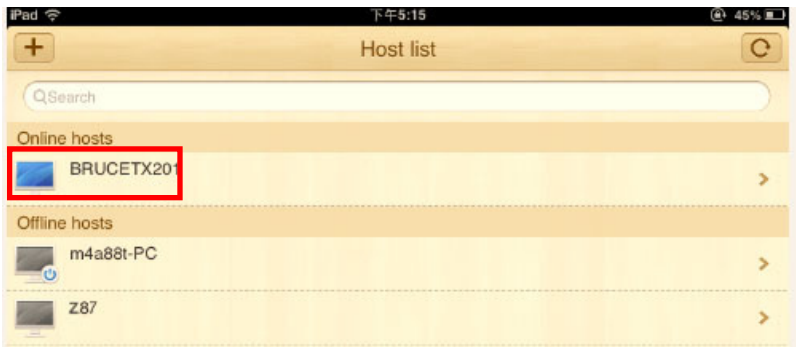 iPad 下午5:15 45%
Host list
Search
Online hosts
BRUCETX201
Offline hosts
m4a88t-PC
Z87